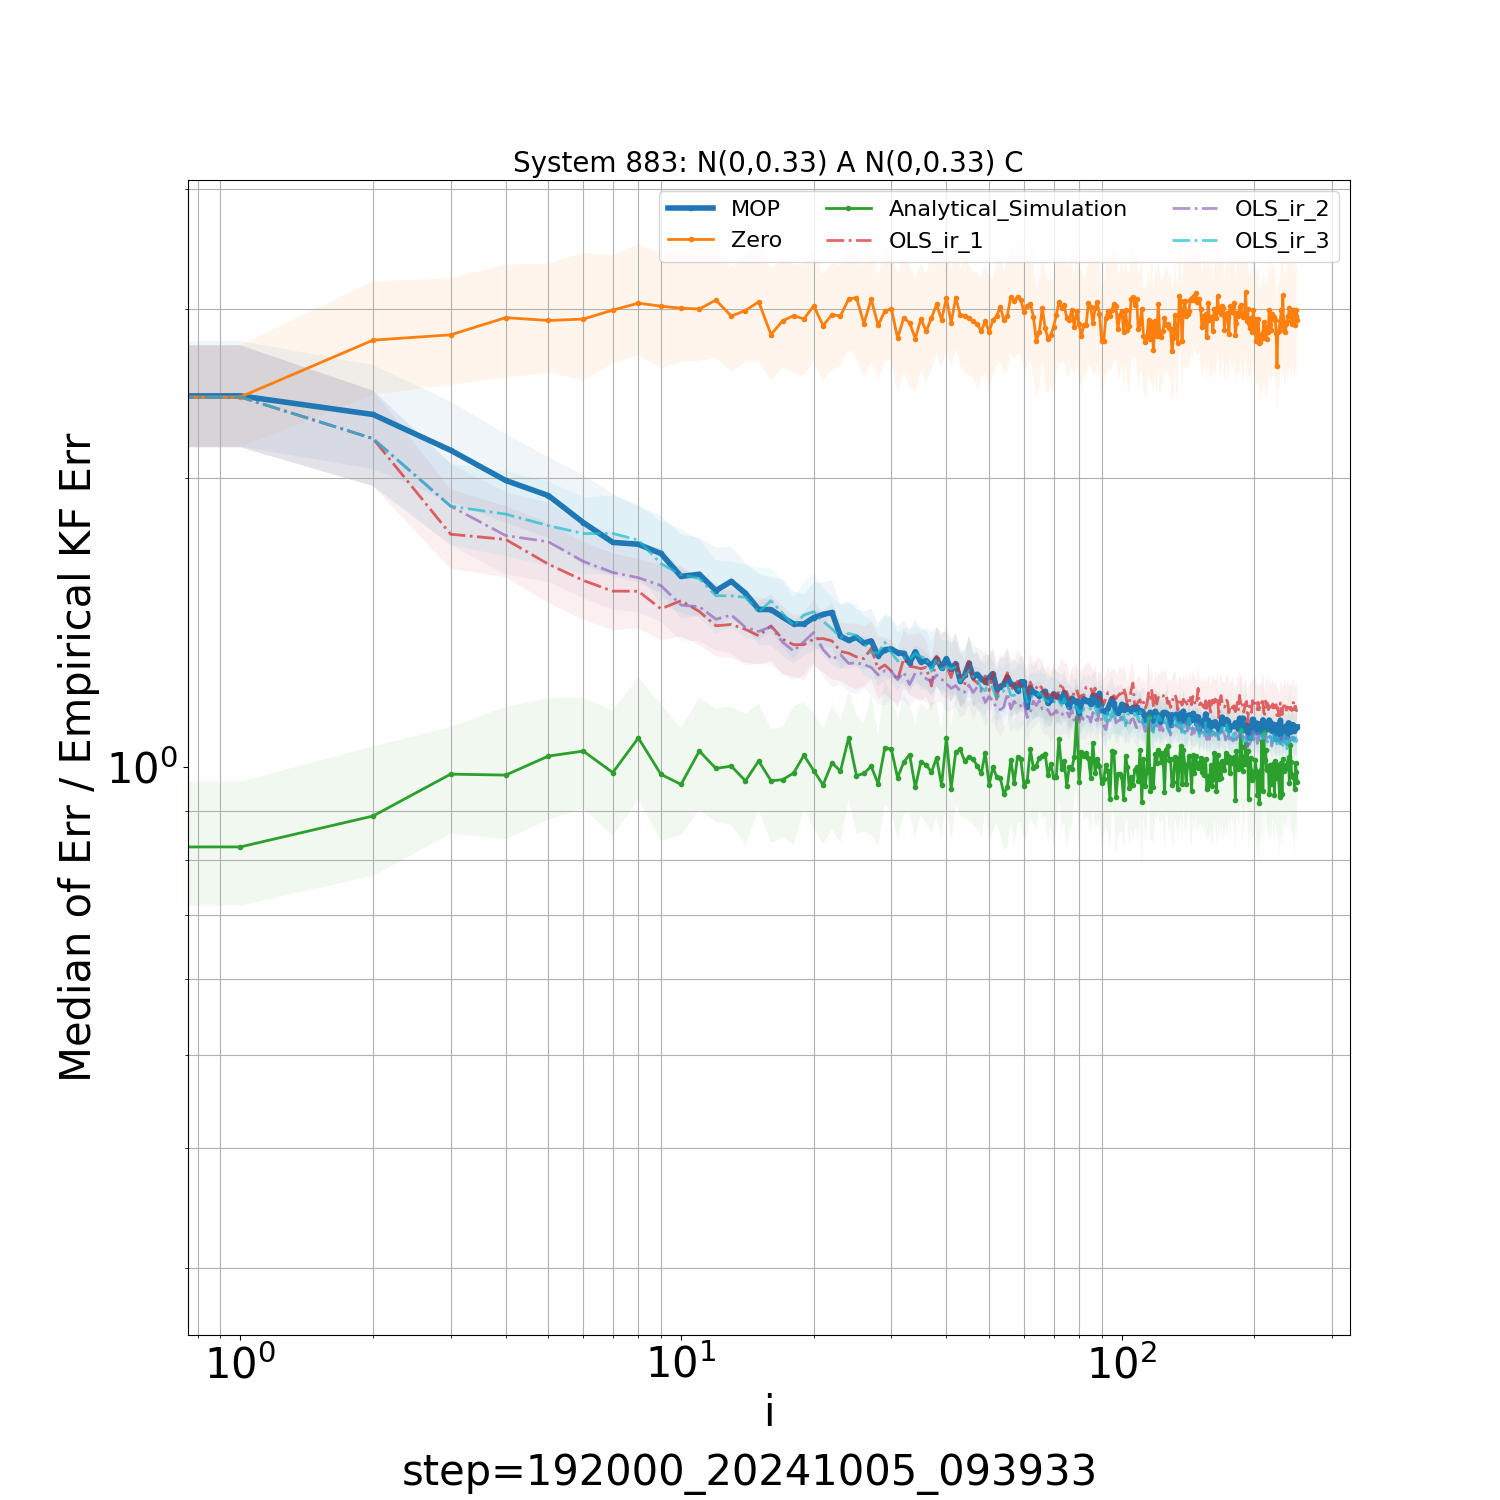 System 883: N(0,0.33) A N(0,0.33) C
MOP
Zero
Analytical_Simulation
OLS_ir_1
OLS_ir_2
OLS_ir_3
Median of Err / Empirical KF Err
10⁰
10⁰
10¹
10²
i
step=192000_20241005_093933